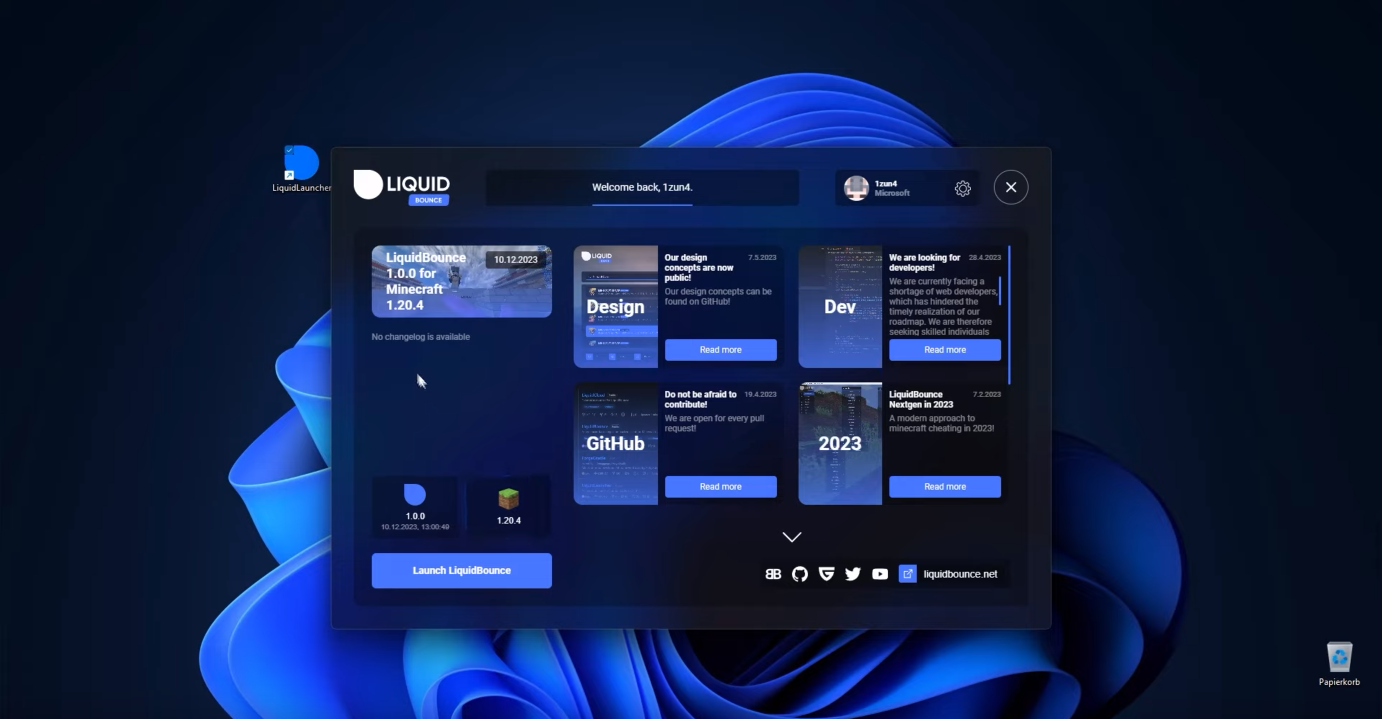 LiquidLauncher
LIQUID
BOUNCE
Welcome back, 1zun4.
1zun4
Microsoft
LiquidBounce
1.0.0 for
Minecraft
1.20.4
10.12.2023
No changelog is available
1.0.0
10.12.2023, 13:00:49
1.20.4
Launch LiquidBounce
LIQUID
Design
Our design
concepts are now
public!
7.5.2023
Our design concepts can be
found on GitHub!
Read more
Dev
We are looking for
developers!
28.4.2023
We are currently facing a
shortage of web developers,
which has hindered the
timely realization of our
roadmap. We are therefore
seeking skilled individuals
Read more
GitHub
Do not be afraid to
contribute!
19.4.2023
We are open for every pull
request!
Read more
2023
LiquidBounce
Nextgen in 2023
7.2.2023
A modern approach to
minecraft cheating in 2023!
Read more
liquidbounce.net
Papierkorb